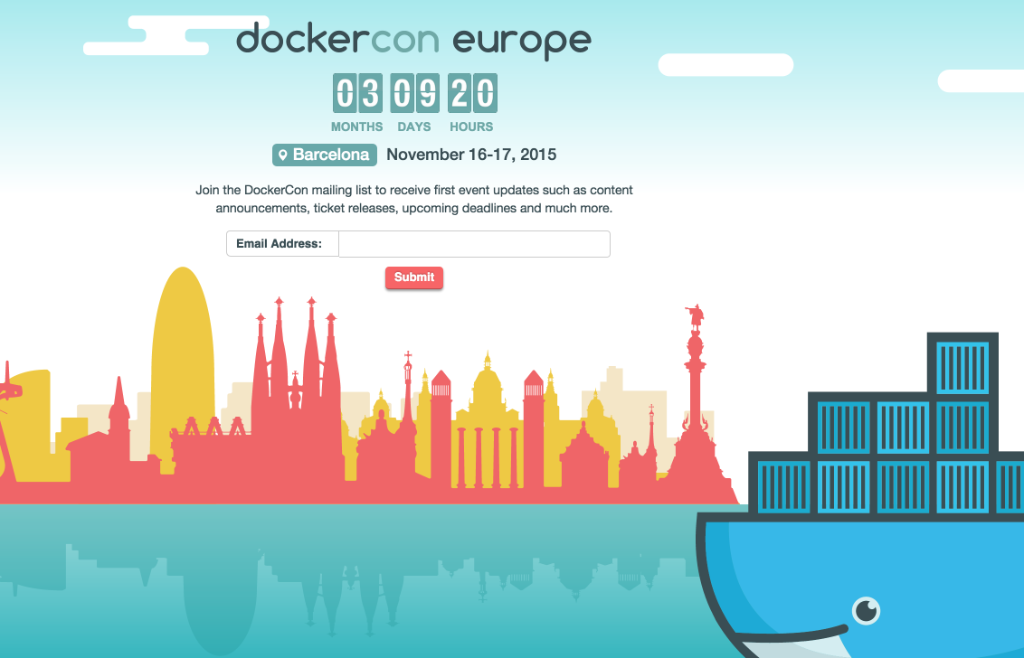 dockercon europe
03 09 20
MONTHS DAYS HOURS
Barcelona November 16-17, 2015
Join the DockerCon mailing list to receive first event updates such as content
announcements, ticket releases, upcoming deadlines and much more.
Email Address:
Submit